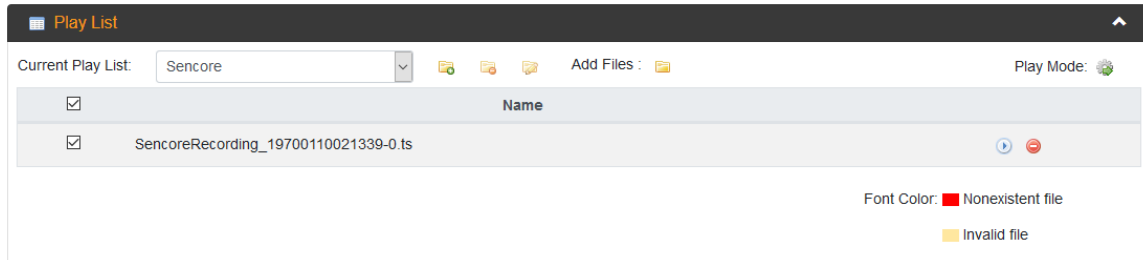 Play List
Current Play List: Sencore Add Files : Play Mode:
Name
SencoreRecording_19700110021339-0.ts
Font Color: Nonexistent file
Invalid file